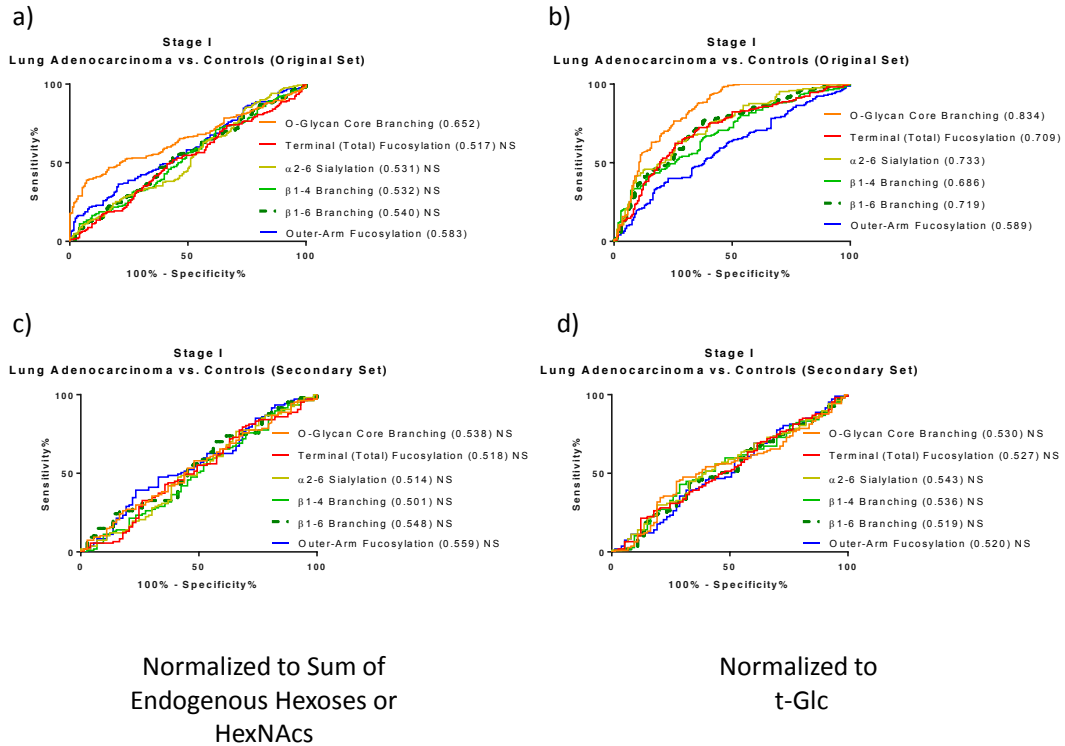 a)
Stage I
Lung Adenocarcinoma vs. Controls (Original Set)
100
50
0
Sensitivity%
O-Glycan Core Branching (0.652)
Terminal (Total) Fucosylation (0.517) NS
α2-6 Sialylation (0.531) NS
β1-4 Branching (0.532) NS
β1-6 Branching (0.540) NS
Outer-Arm Fucosylation (0.583)
0 50 100
100% - Specificity%
b)
Stage I
Lung Adenocarcinoma vs. Controls (Original Set)
100
50
0
Sensitivity%
O-Glycan Core Branching (0.834)
Terminal (Total) Fucosylation (0.709)
α2-6 Sialylation (0.733)
β1-4 Branching (0.686)
β1-6 Branching (0.719)
Outer-Arm Fucosylation (0.589)
0 50 100
100% - Specificity%
c)
Stage I
Lung Adenocarcinoma vs. Controls (Secondary Set)
100
50
0
Sensitivity%
O-Glycan Core Branching (0.538) NS
Terminal (Total) Fucosylation (0.518) NS
α2-6 Sialylation (0.514) NS
β1-4 Branching (0.501) NS
β1-6 Branching (0.548) NS
Outer-Arm Fucosylation (0.559) NS
0 50 100
100% - Specificity%
d)
Stage I
Lung Adenocarcinoma vs. Controls (Secondary Set)
100
50
0
Sensitivity%
O-Glycan Core Branching (0.530) NS
Terminal (Total) Fucosylation (0.527) NS
α2-6 Sialylation (0.543) NS
β1-4 Branching (0.536) NS
β1-6 Branching (0.519) NS
Outer-Arm Fucosylation (0.520) NS
0 50 100
100% - Specificity%
Normalized to Sum of
Endogenous Hexoses or
HexNAcs
Normalized to
t-Glc